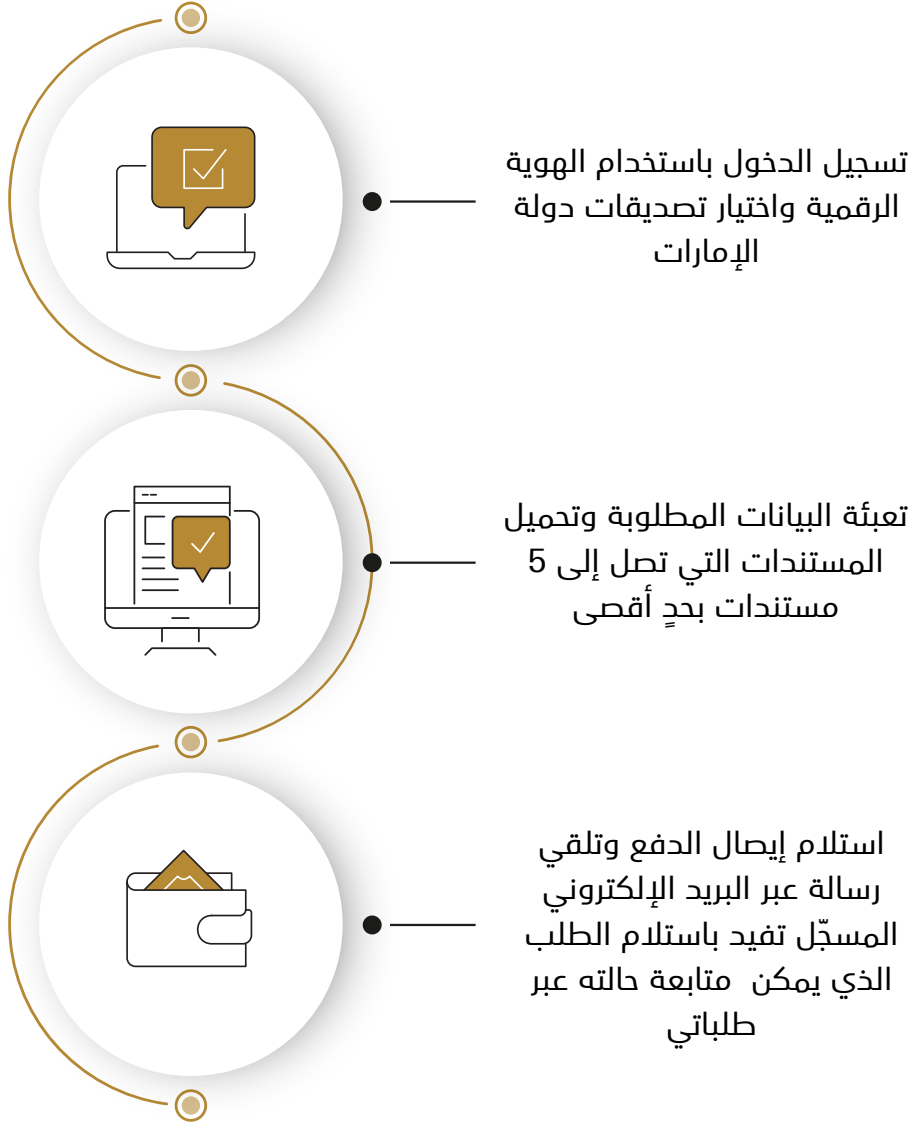 تسجيل الدخول باستخدام الهوية
الرقمية واختيار تصديقات دولة
الإمارات
تعبئة البيانات المطلوبة وتحميل
المستندات التي تصل إلى 5
مستندات بحدٍ أقصى
استلام إيصال الدفع وتلقي
رسالة عبر البريد الإلكتروني
المسجّل تفيد باستلام الطلب
الذي يمكن  متابعة حالته عبر
طلباتي